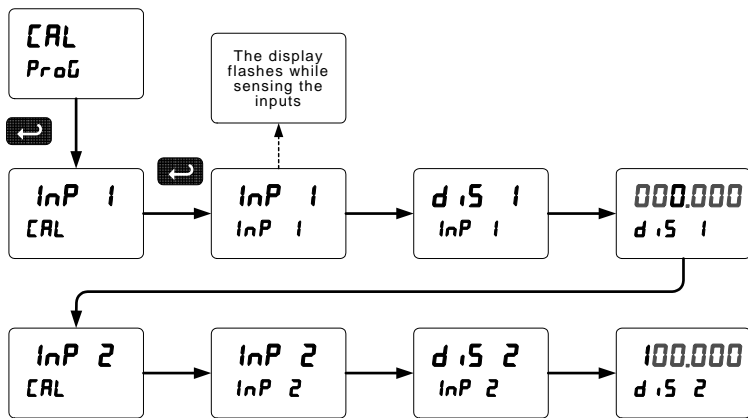 CAL
ProG
The display
flashes while
sensing the
inputs
InP 1
CAL
InP 1
InP 1
diS 1
InP 1
000.000
diS 1
InP 2
CAL
InP 2
InP 2
diS 2
InP 2
100.000
diS 2